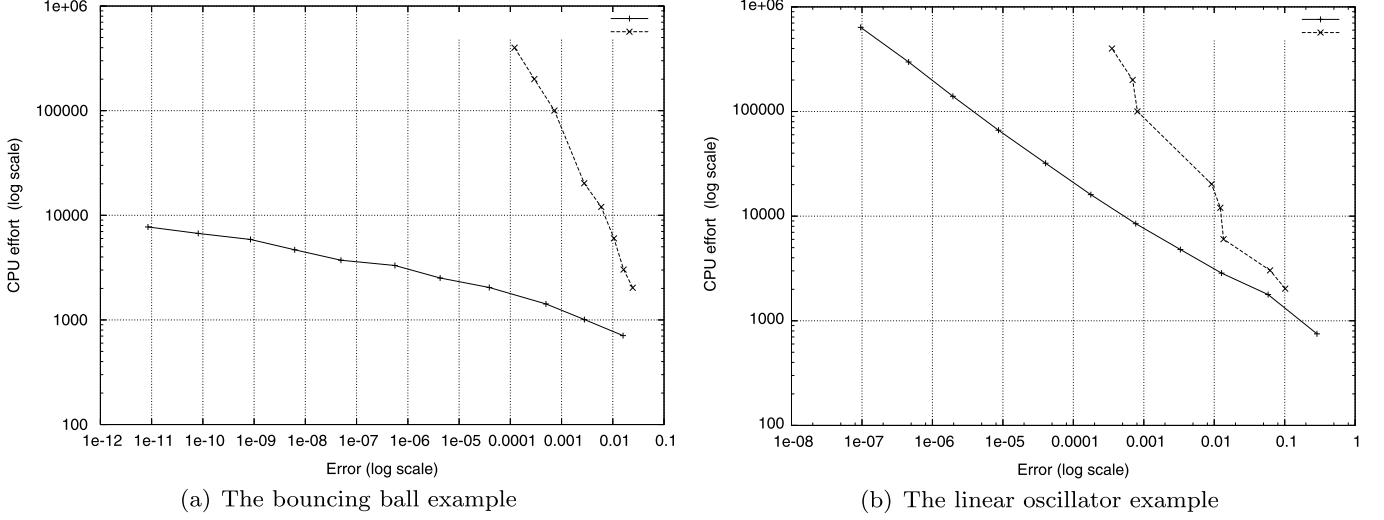 1e+06
100000
10000
1000
100
CPU effort (log scale)
1e-12 1e-11 1e-10 1e-09 1e-08 1e-07 1e-06 1e-05 0.0001 0.001 0.01 0.1
Error (log scale)
(a) The bouncing ball example
1e+06
100000
10000
1000
100
CPU effort (log scale)
1e-08 1e-07 1e-06 1e-05 0.0001 0.001 0.01 0.1 1
Error (log scale)
(b) The linear oscillator example